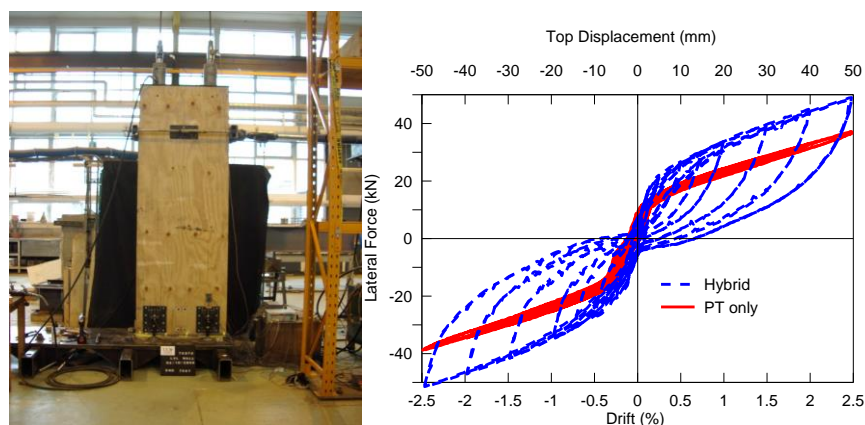 Top Displacement (mm)
-50 -40 -30 -20 -10 0 10 20 30 40 50
40
20
0
-20
-40
Lateral Force (kN)
Hybrid
PT only
-2.5 -2 -1.5 -1 -0.5 0 0.5 1 1.5 2 2.5
Drift (%)